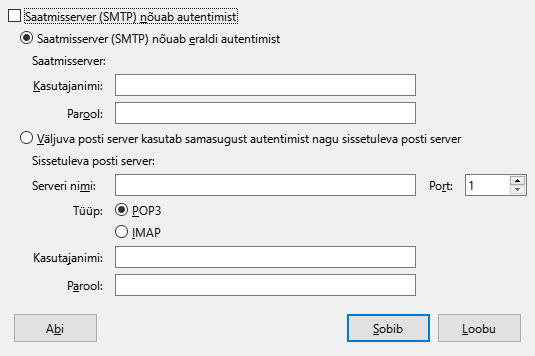 Saatmisserver (SMTP) nõuab autentimist
Saatmisserver (SMTP) nõuab eraldi autentimist
Saatmisserver:
Kasutajanimi:
Parool:
Väljuva posti server kasutab samasugust autentimist nagu sissetuleva posti server
Sissetuleva posti server:
Serveri nimi: Port: 1
Tüüp: POP3
IMAP
Kasutajanimi:
Parool:
Abi Sobib Loobu